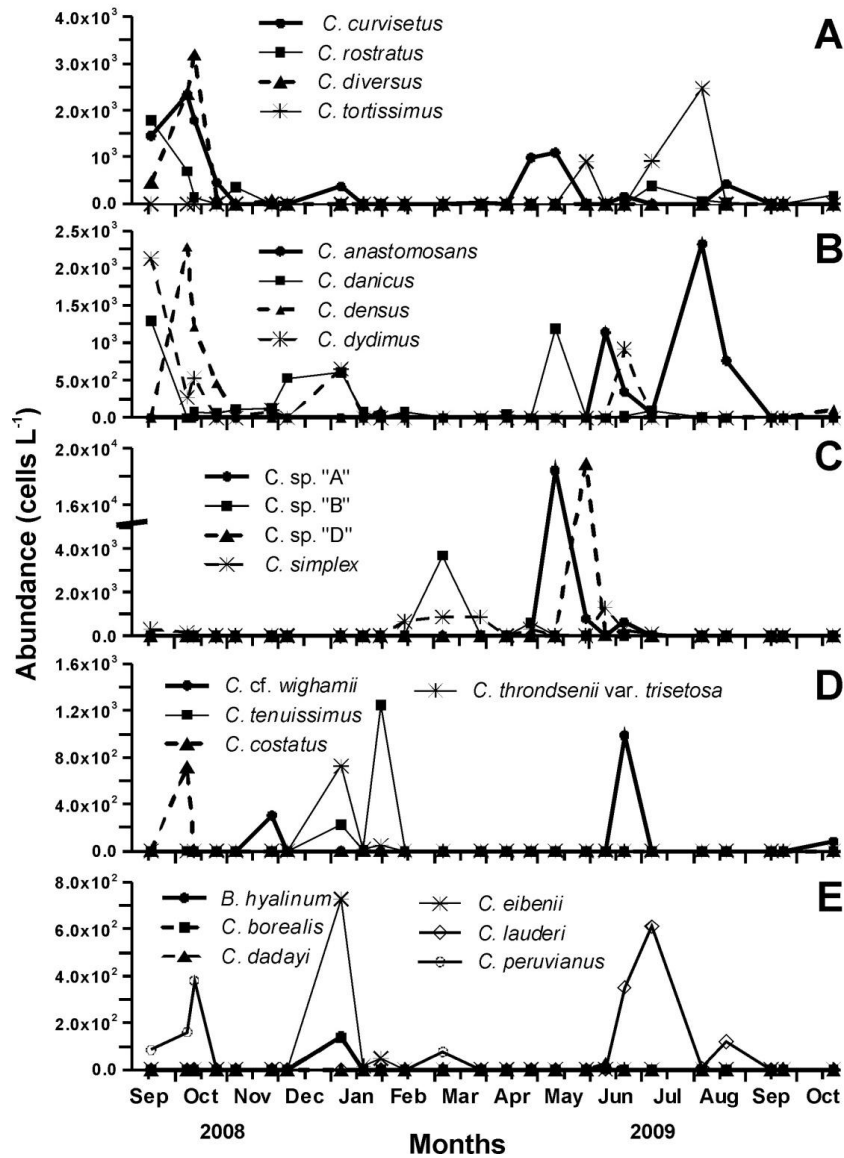 A
C. curvisetus
C. rostratus
C. diversus
C. tortissimus
4.0x10³
3.0x10³
2.0x10³
10³
0.0
B
C. anastomosans
C. danicus
C. densus
C. dydimus
2.5x10³
2.0x10³
1.5x10³
10³
5.0x10²
0.0
C
C. sp. "A"
C. sp. "B"
C. sp. "D"
C. simplex
2.0x10⁴
1.6x10⁴
4.0x10³
2.0x10³
0.0
D
C. cf. wighamii
C. tenuissimus
C. costatus
C. throndsenii var. trisetosa
1.6x10³
1.2x10³
8.0x10²
4.0x10²
0.0
E
B. hyalinum
C. borealis
C. dadayi
C. eibenii
C. lauderi
C. peruvianus
8.0x10²
6.0x10²
4.0x10²
2.0x10²
0.0
Abundance (cells L⁻¹)
Sep Oct Nov Dec Jan Feb Mar Apr May Jun Jul Aug Sep Oct
2008 2009
Months